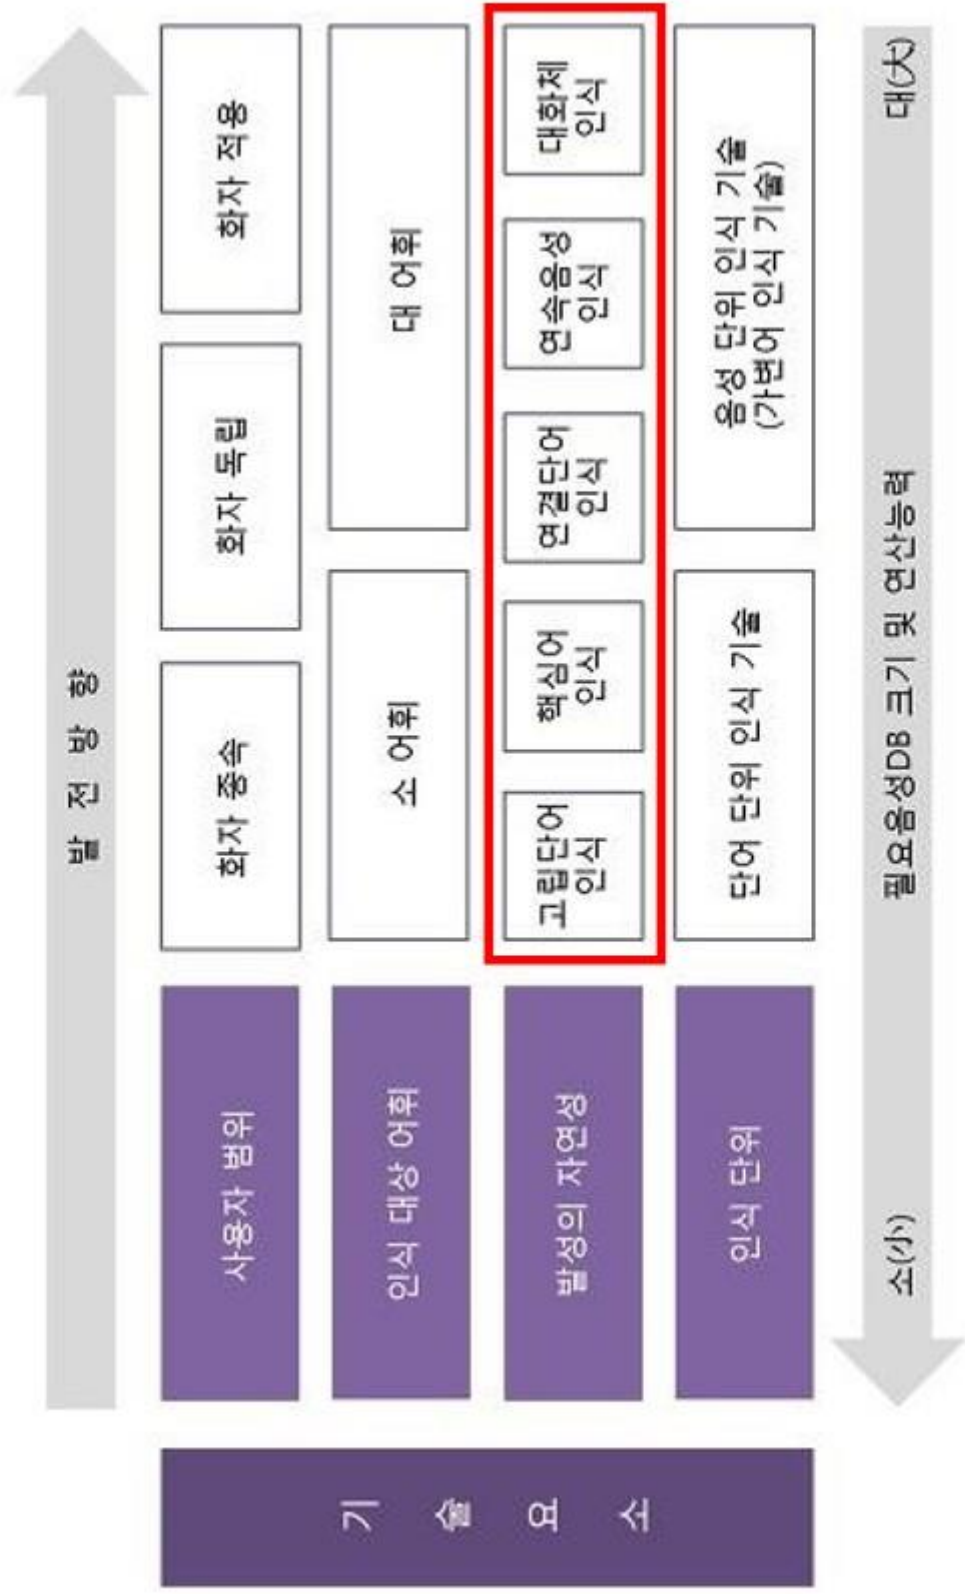 발 전 방 향
기 술 요 소
사용자 범위
화자 종속
화자 독립
화자 적용
인식 대상 어휘
소 어휘
대 어휘
발성의 자연성
고립단어
인식
핵심어
인식
연결단어
인식
연속음성
인식
대화체
인식
인식 단위
단어 단위 인식 기술
음성 단위 인식 기술
(가변어 인식 기술)
소(小)
필요음성DB 크기 및 연산능력
대(大)